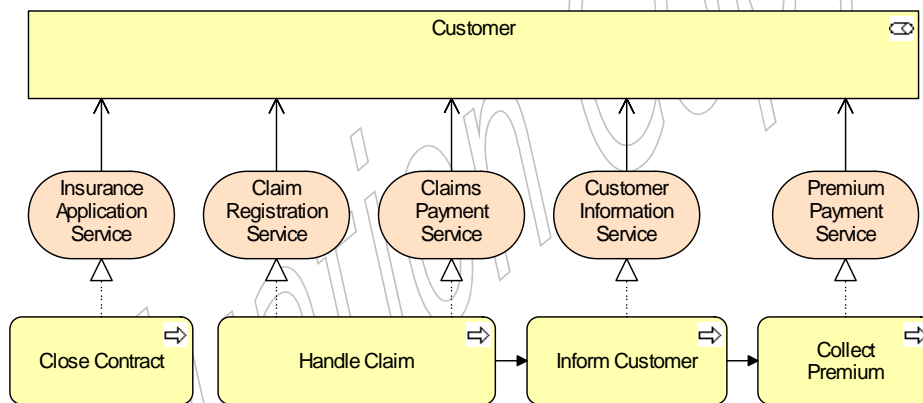 Customer
Insurance
Application
Service
Claim
Registration
Service
Claims
Payment
Service
Customer
Information
Service
Premium
Payment
Service
Close Contract
Handle Claim
Inform Customer
Collect
Premium